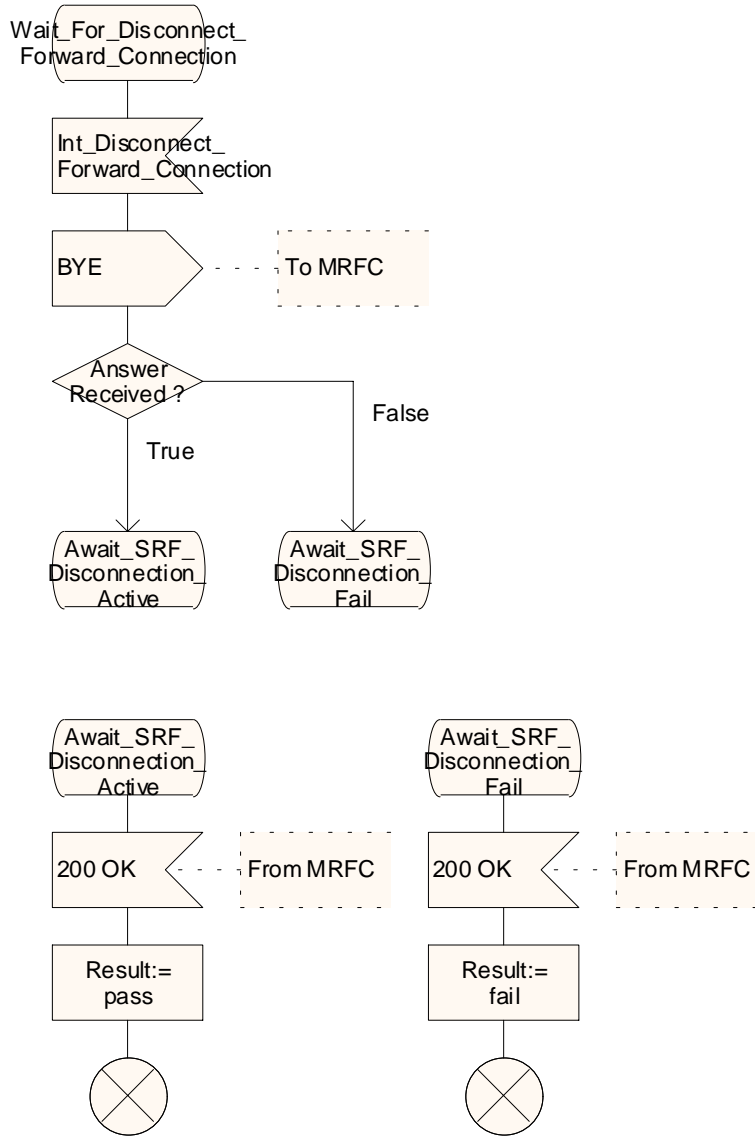 Wait_For_Disconnect_
Forward_Connection
Int_Disconnect_
Forward_Connection
BYE
To MRFC
Answer
Received ?
False
True
Await_SRF_
Disconnection_
Active
Await_SRF_
Disconnection_
Fail
Await_SRF_
Disconnection_
Active
Await_SRF_
Disconnection_
Fail
200 OK
From MRFC
200 OK
From MRFC
Result:=
pass
Result:=
fail